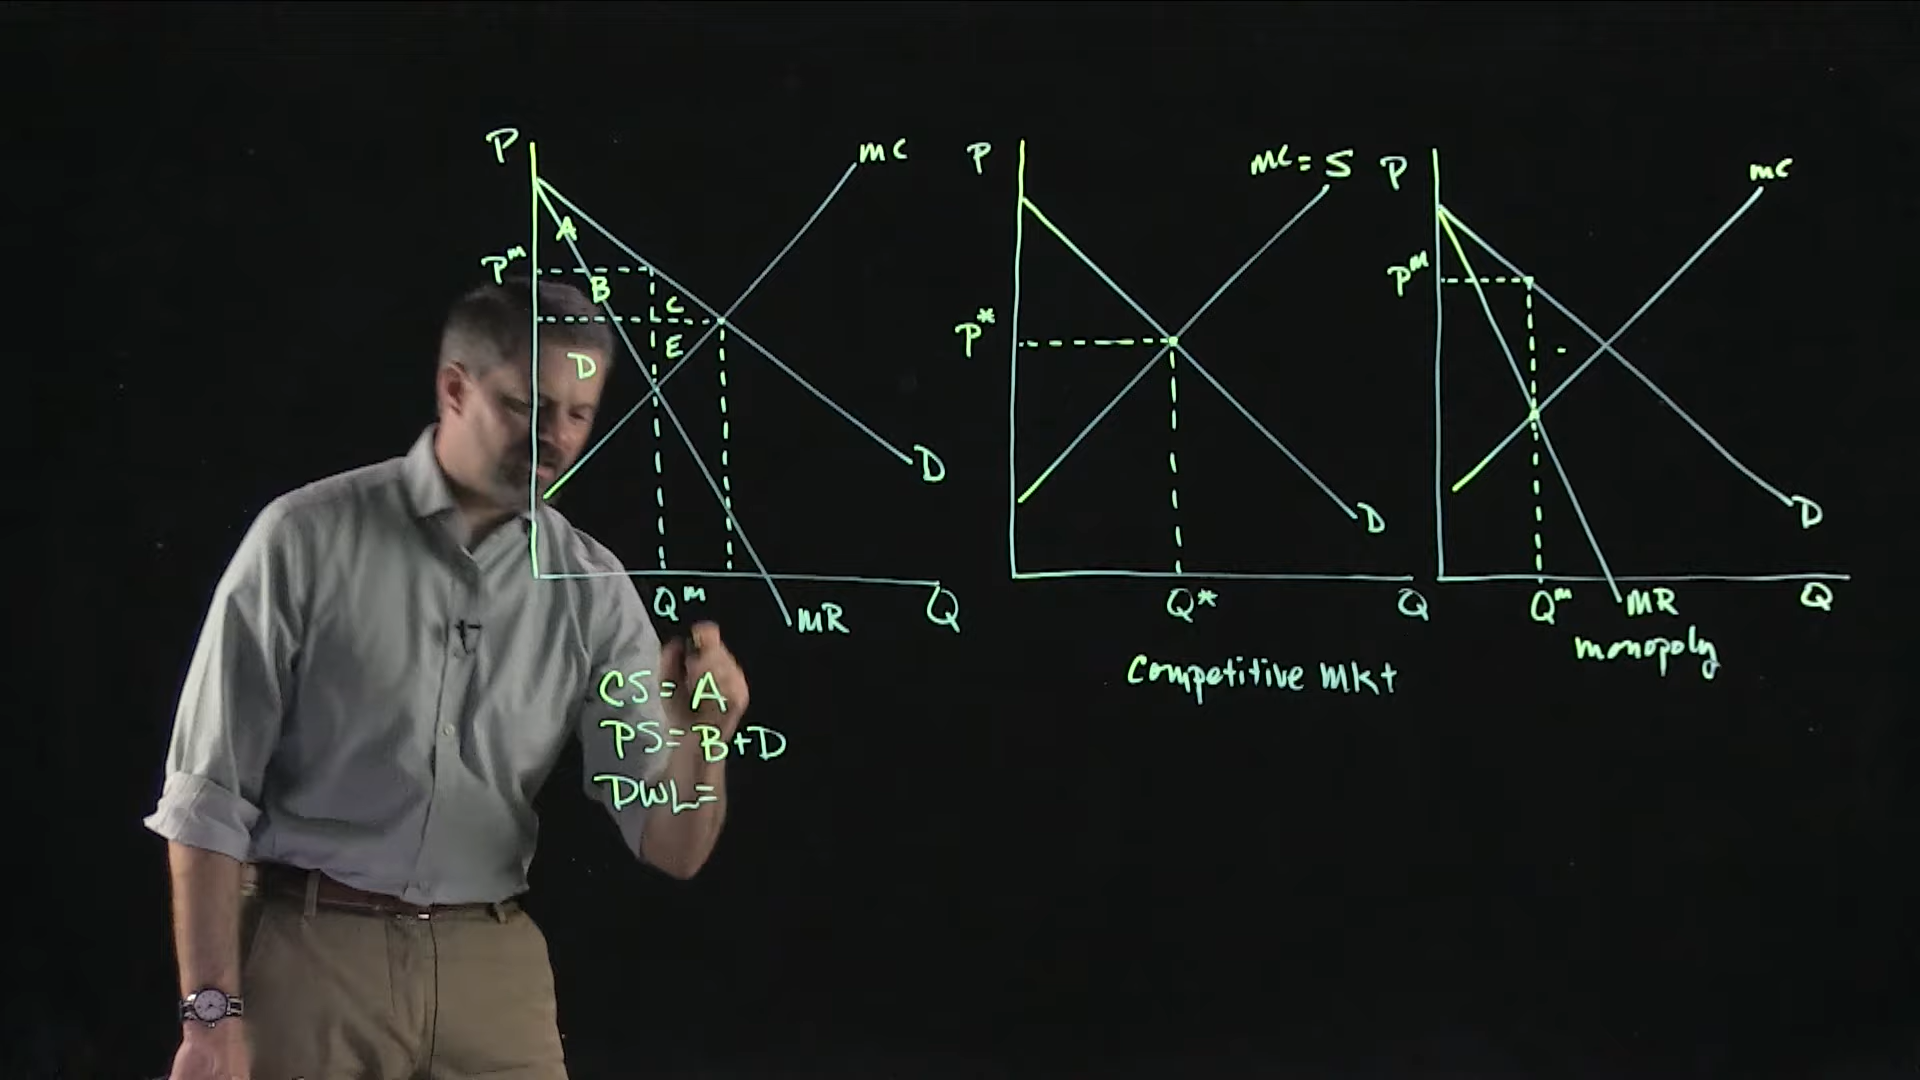 P
MC
A
P^M
B
C
E
D
D
Q^M
MR
Q
CS = A
PS = B + D
DWL =
P
MC = S
P*
D
Q*
Q
Competitive Mkt
P
MC
P^M
D
Q^M
MR
Q
monopoly